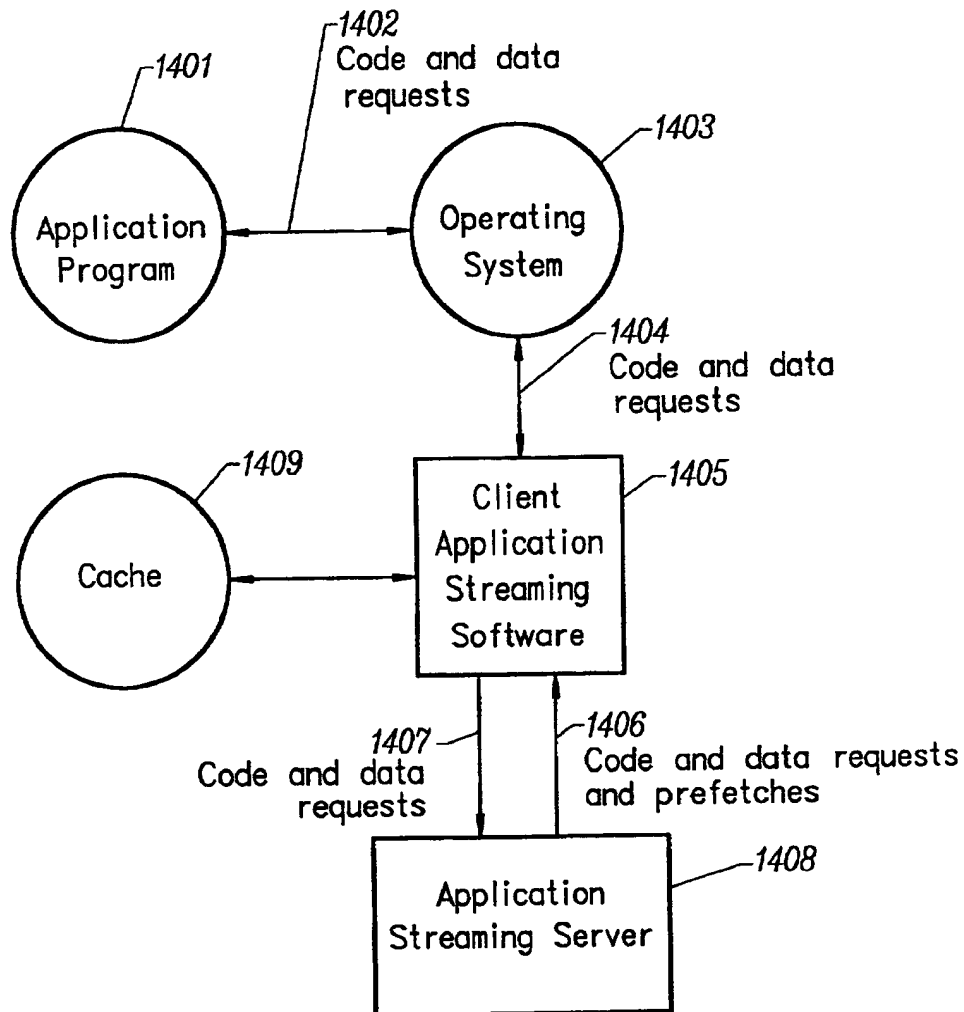 1402
Code and data
requests
1401
1403
Application
Program
Operating
System
1404
Code and data
requests
1409
1405
Cache
Client
Application
Streaming
Software
1407
Code and data
requests
1406
Code and data requests
and prefetches
1408
Application
Streaming Server